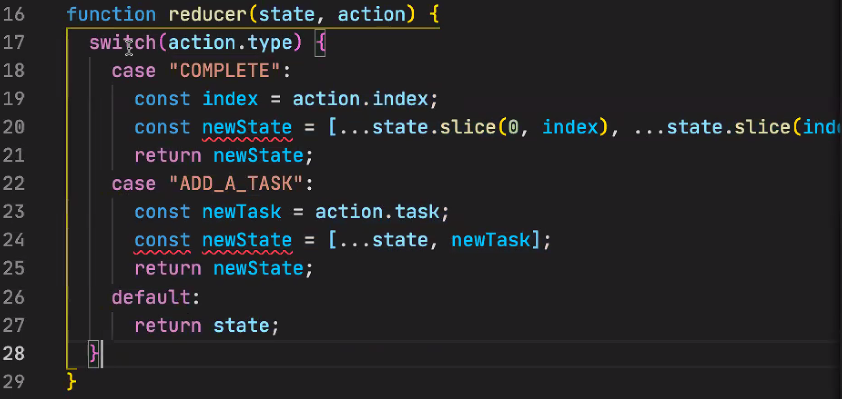 16 function reducer(state, action) {
17 switch(action.type) {
18 case "COMPLETE":
19 const index = action.index;
20 const newState = [...state.slice(0, index), ...state.slice(
21 return newState;
22 case "ADD_A_TASK":
23 const newTask = action.task;
24 const newState = [...state, newTask];
25 return newState;
26 default:
27 return state;
28 }
29 }